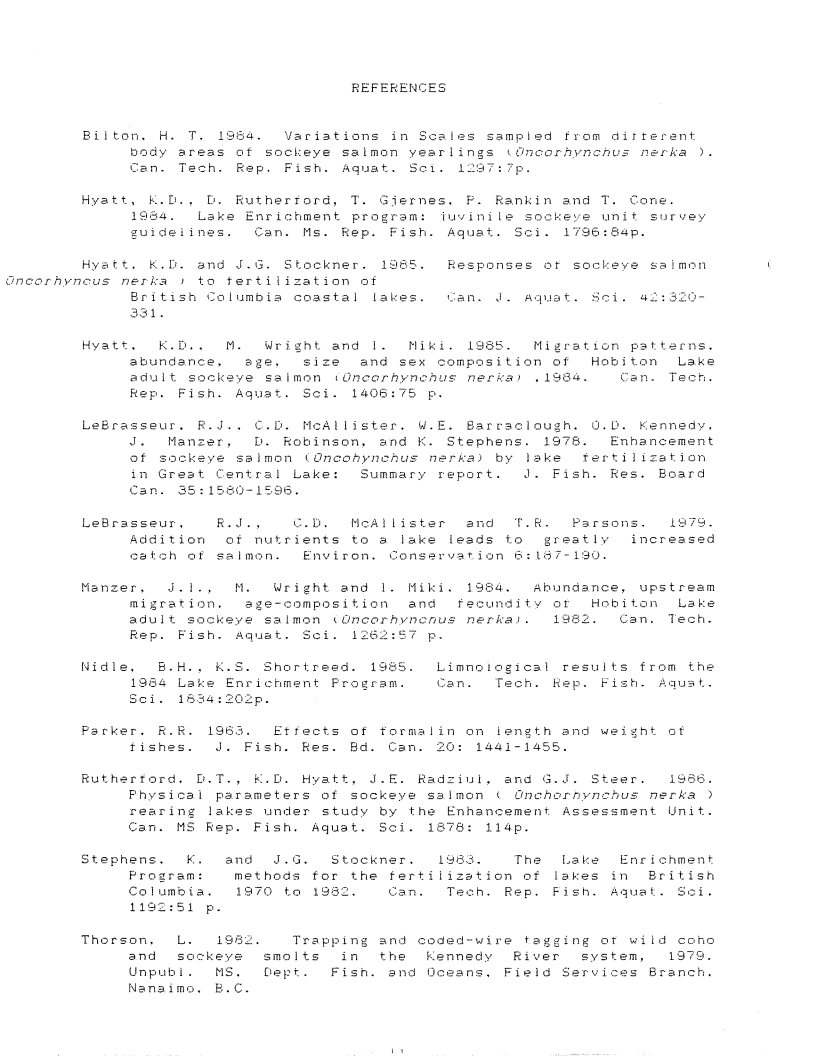 REFERENCES
Bilton, H. T. 1984. Variations in Scales sampled from different
body areas of sockeye salmon yearlings (Oncorhynchus nerka ).
Can. Tech. Rep. Fish. Aquat. Sci. 1297:7p.
Hyatt, K.D., D. Rutherford, T. Gjernes, P. Rankin and T. Cone.
1984. Lake Enrichment program: juvinile sockeye unit survey
guidelines. Can. Ms. Rep. Fish. Aquat. Sci. 1796:84p.
Hyatt, K.D. and J.G. Stockner. 1985. Responses of sockeye salmon (
Oncorhyncus nerka ) to fertilization of
British Columbia coastal lakes. Can. J. Aquat. Sci. 42:320-
331.
Hyatt, K.D., M. Wright and I. Miki. 1985. Migration patterns,
abundance, age, size and sex composition of Hobiton Lake
adult sockeye salmon (Oncorhynchus nerka) ,1984. Can. Tech.
Rep. Fish. Aquat. Sci. 1406:75 p.
LeBrasseur, R.J., C.D. McAllister, W.E. Barraclough, O.D. Kennedy,
J. Manzer, D. Robinson, and K. Stephens. 1978. Enhancement
of sockeye salmon (Oncohynchus nerka) by lake fertilization
in Great Central Lake: Summary report. J. Fish. Res. Board
Can. 35:1580-1596.
LeBrasseur, R.J., C.D. McAllister and T.R. Parsons. 1979.
Addition of nutrients to a lake leads to greatly increased
catch of salmon. Environ. Conservation 6:187-190.
Manzer, J.I., M. Wright and I. Miki. 1984. Abundance, upstream
migration, age-composition and fecundity of Hobiton Lake
adult sockeye salmon (Oncorhyncnus nerka). 1982. Can. Tech.
Rep. Fish. Aquat. Sci. 1262:57 p.
Nidle, B.H., K.S. Shortreed. 1985. Limnological results from the
1984 Lake Enrichment Program. Can. Tech. Rep. Fish. Aquat.
Sci. 1834:202p.
Parker, R.R. 1963. Effects of formalin on length and weight of
fishes. J. Fish. Res. Bd. Can. 20: 1441-1455.
Rutherford, D.T., K.D. Hyatt, J.E. Radziul, and G.J. Steer. 1986.
Physical parameters of sockeye salmon ( Onchorhynchus nerka )
rearing lakes under study by the Enhancement Assessment Unit.
Can. MS Rep. Fish. Aquat. Sci. 1878: 114p.
Stephens, K. and J.G. Stockner. 1983. The Lake Enrichment
Program: methods for the fertilization of lakes in British
Columbia. 1970 to 1982. Can. Tech. Rep. Fish. Aquat. Sci.
1192:51 p.
Thorson, L. 1982. Trapping and coded-wire tagging of wild coho
and sockeye smolts in the Kennedy River system, 1979.
Unpubl. MS, Dept. Fish. and Oceans, Field Services Branch,
Nanaimo, B.C.